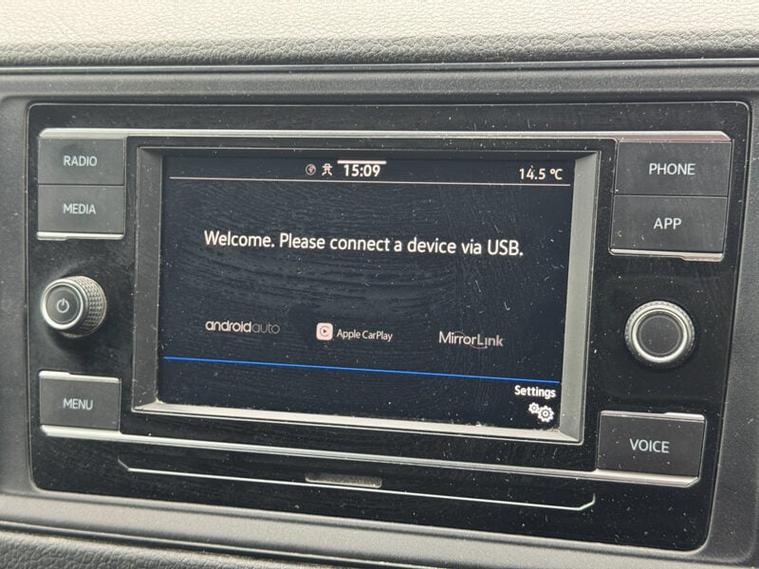 RADIO
MEDIA
MENU
15:09
14.5 °C
Welcome. Please connect a device via USB.
androidauto
Apple CarPlay
MirrorLink
Settings
PHONE
APP
VOICE